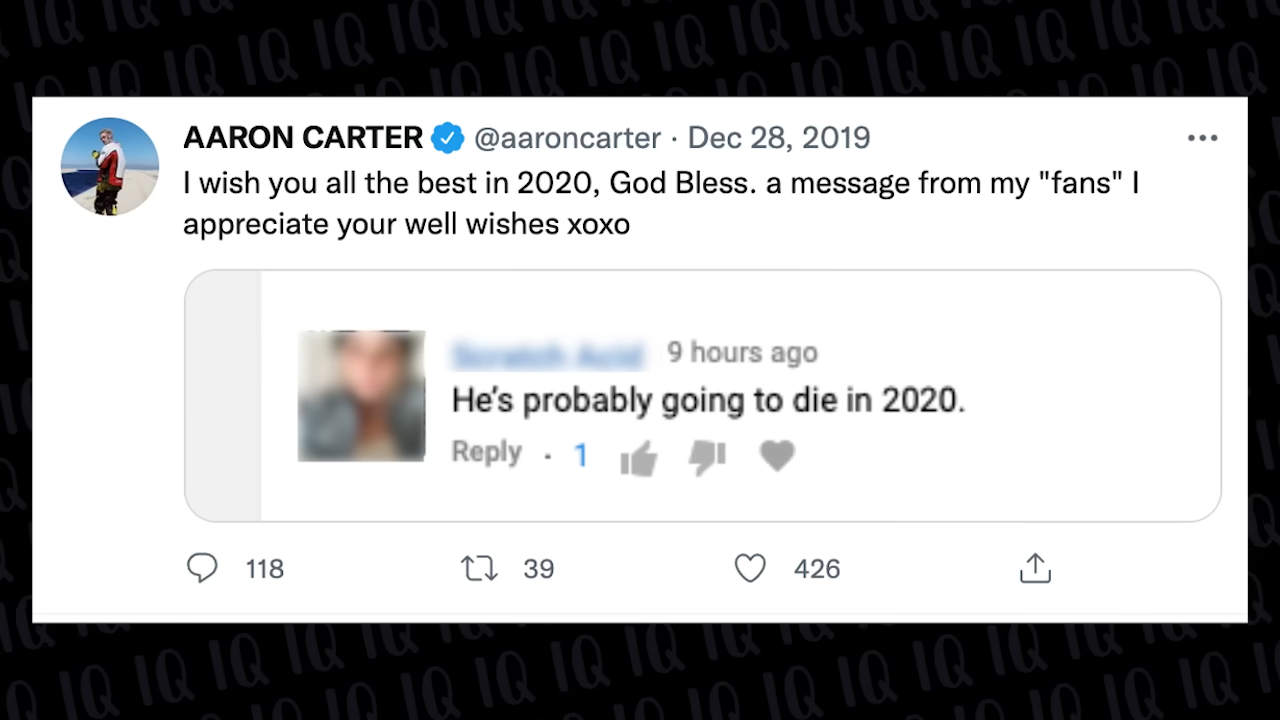 AARON CARTER @aaroncarter · Dec 28, 2019
I wish you all the best in 2020, God Bless. a message from my "fans" I
appreciate your well wishes xoxo
9 hours ago
He's probably going to die in 2020.
Reply · 1
118 39 426